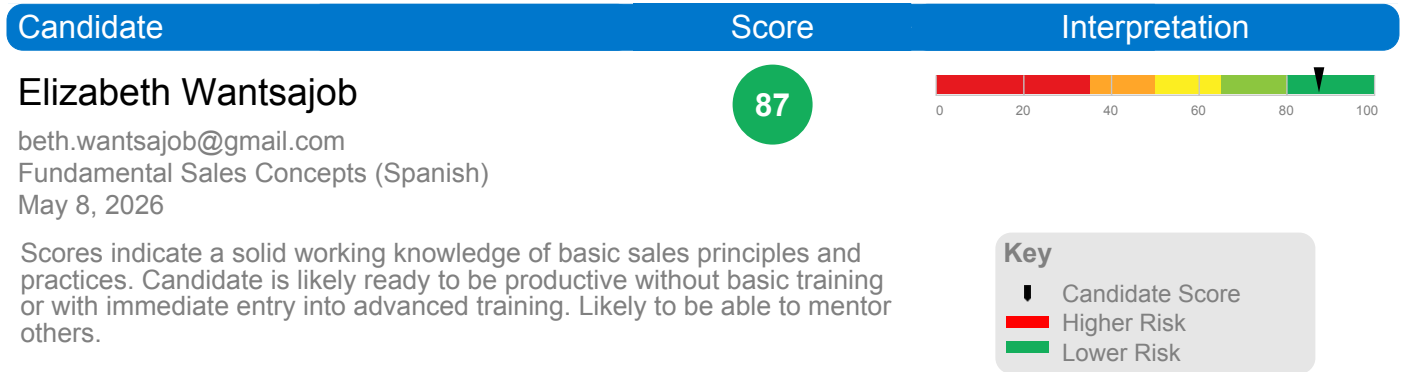 Candidate Score Interpretation
Elizabeth Wantsajob
87
0 20 40 60 80 100
beth.wantsajob@gmail.com
Fundamental Sales Concepts (Spanish)
May 8, 2026
Scores indicate a solid working knowledge of basic sales principles and
practices. Candidate is likely ready to be productive without basic training
or with immediate entry into advanced training. Likely to be able to mentor
others.
Key
Candidate Score
Higher Risk
Lower Risk